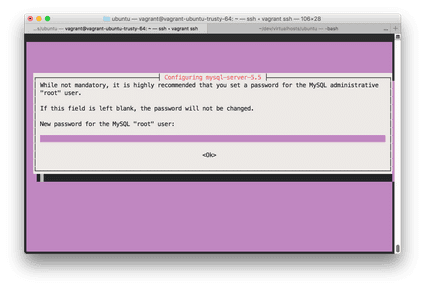 ubuntu — vagrant@vagrant-ubuntu-trusty-64: ~ — ssh ‹ vagrant ssh — 106×28
ubuntu — vagrant@vagrant-ubuntu-trusty-64: ~ — ssh ‹ vagrant ssh
~/dev/virtualhosts/ubuntu — -bash
Configuring mysql-server-5.5
While not mandatory, it is highly recommended that you set a password for the MySQL administrative
"root" user.
If this field is left blank, the password will not be changed.
New password for the MySQL "root" user:
<Ok>